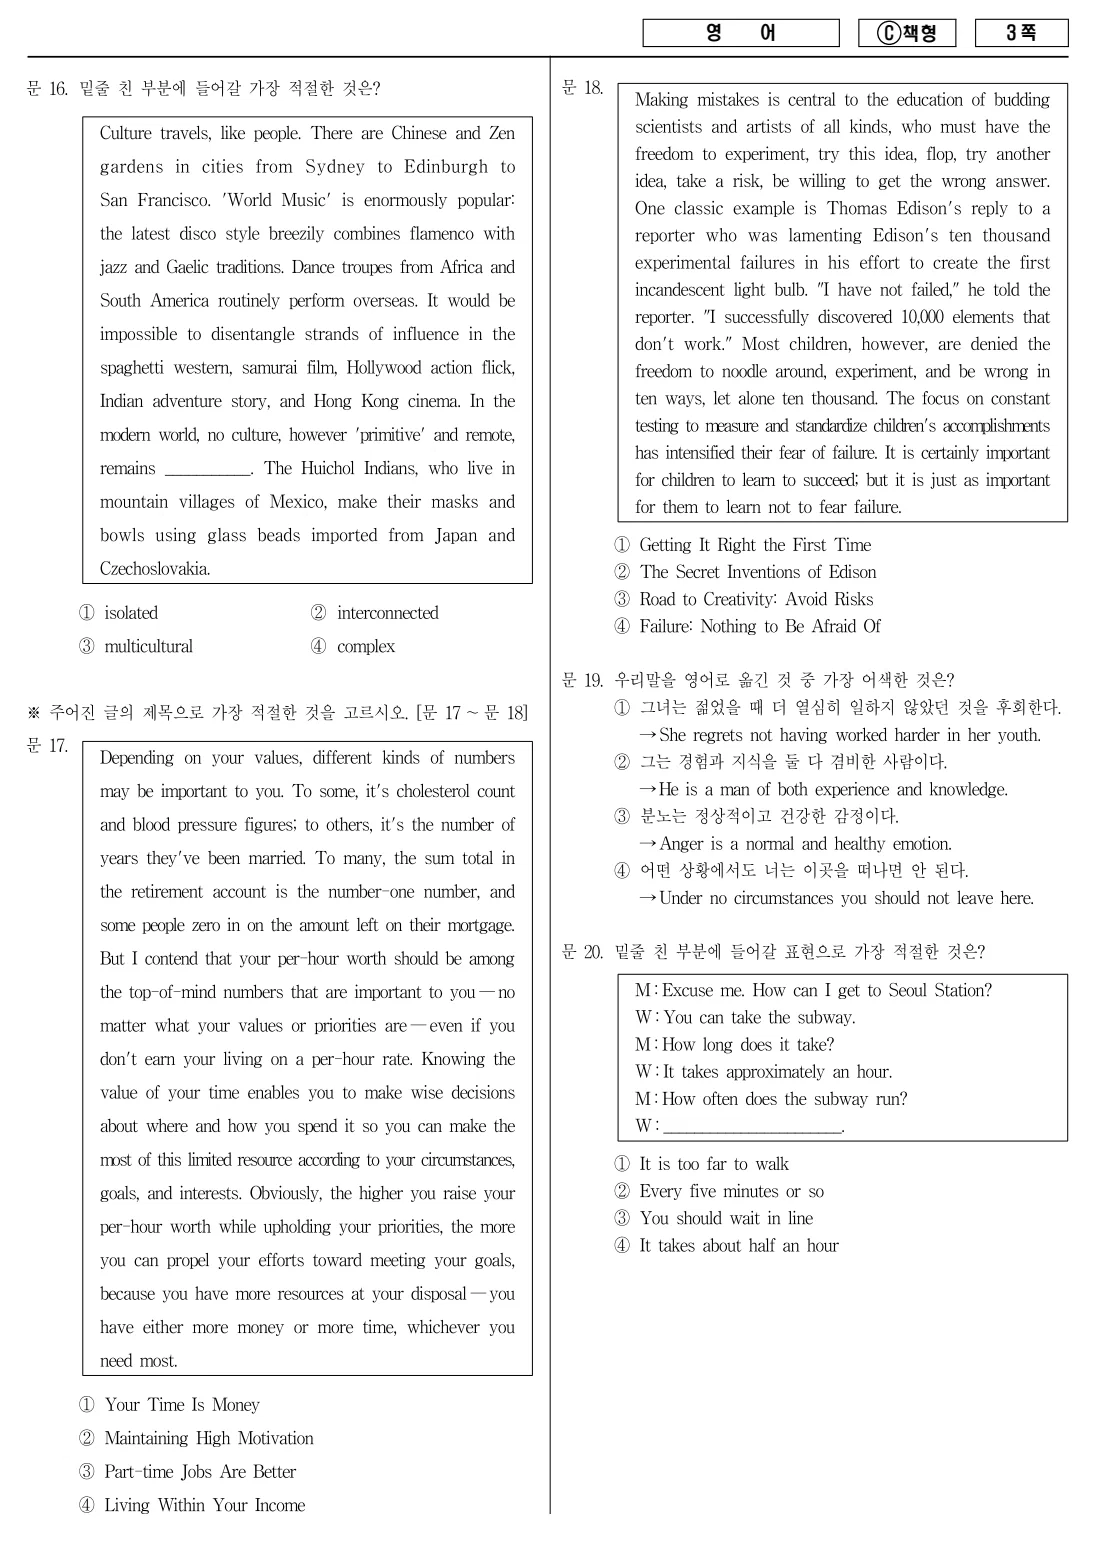 영 어
Ⓒ책형
3쪽
문 16. 밑줄 친 부분에 들어갈 가장 적절한 것은?
Culture travels, like people. There are Chinese and Zen
gardens in cities from Sydney to Edinburgh to
San Francisco. 'World Music' is enormously popular:
the latest disco style breezily combines flamenco with
jazz and Gaelic traditions. Dance troupes from Africa and
South America routinely perform overseas. It would be
impossible to disentangle strands of influence in the
spaghetti western, samurai film, Hollywood action flick,
Indian adventure story, and Hong Kong cinema. In the
modern world, no culture, however 'primitive' and remote,
remains __________. The Huichol Indians, who live in
mountain villages of Mexico, make their masks and
bowls using glass beads imported from Japan and
Czechoslovakia.
① isolated ② interconnected
③ multicultural ④ complex
※ 주어진 글의 제목으로 가장 적절한 것을 고르시오. [문 17 ~ 문 18]
문 17.
Depending on your values, different kinds of numbers
may be important to you. To some, it's cholesterol count
and blood pressure figures; to others, it's the number of
years they've been married. To many, the sum total in
the retirement account is the number-one number, and
some people zero in on the amount left on their mortgage.
But I contend that your per-hour worth should be among
the top-of-mind numbers that are important to you—no
matter what your values or priorities are—even if you
don't earn your living on a per-hour rate. Knowing the
value of your time enables you to make wise decisions
about where and how you spend it so you can make the
most of this limited resource according to your circumstances,
goals, and interests. Obviously, the higher you raise your
per-hour worth while upholding your priorities, the more
you can propel your efforts toward meeting your goals,
because you have more resources at your disposal—you
have either more money or more time, whichever you
need most.
① Your Time Is Money
② Maintaining High Motivation
③ Part-time Jobs Are Better
④ Living Within Your Income
문 18.
Making mistakes is central to the education of budding
scientists and artists of all kinds, who must have the
freedom to experiment, try this idea, flop, try another
idea, take a risk, be willing to get the wrong answer.
One classic example is Thomas Edison's reply to a
reporter who was lamenting Edison's ten thousand
experimental failures in his effort to create the first
incandescent light bulb. "I have not failed," he told the
reporter. "I successfully discovered 10,000 elements that
don't work." Most children, however, are denied the
freedom to noodle around, experiment, and be wrong in
ten ways, let alone ten thousand. The focus on constant
testing to measure and standardize children's accomplishments
has intensified their fear of failure. It is certainly important
for children to learn to succeed; but it is just as important
for them to learn not to fear failure.
① Getting It Right the First Time
② The Secret Inventions of Edison
③ Road to Creativity: Avoid Risks
④ Failure: Nothing to Be Afraid Of
문 19. 우리말을 영어로 옮긴 것 중 가장 어색한 것은?
① 그녀는 젊었을 때 더 열심히 일하지 않았던 것을 후회한다.
→She regrets not having worked harder in her youth.
② 그는 경험과 지식을 둘 다 겸비한 사람이다.
→He is a man of both experience and knowledge.
③ 분노는 정상적이고 건강한 감정이다.
→Anger is a normal and healthy emotion.
④ 어떤 상황에서도 너는 이곳을 떠나면 안 된다.
→Under no circumstances you should not leave here.
문 20. 밑줄 친 부분에 들어갈 표현으로 가장 적절한 것은?
M : Excuse me. How can I get to Seoul Station?
W : You can take the subway.
M : How long does it take?
W : It takes approximately an hour.
M : How often does the subway run?
W : _____________________.
① It is too far to walk
② Every five minutes or so
③ You should wait in line
④ It takes about half an hour